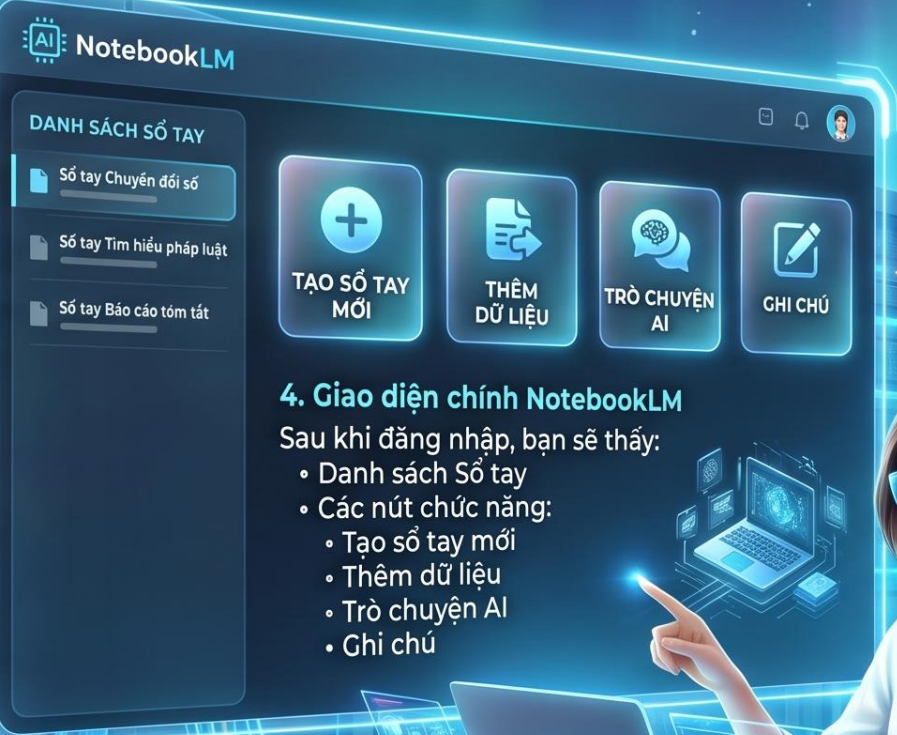 AI NotebookLM
DANH SÁCH SỔ TAY
Sổ tay Chuyển đổi số
Sổ tay Tìm hiểu pháp luật
Sổ tay Báo cáo tóm tắt
TẠO SỔ TAY
MỚI
THÊM
DỮ LIỆU
TRÒ CHUYỆN
AI
GHI CHÚ
4. Giao diện chính NotebookLM
Sau khi đăng nhập, bạn sẽ thấy:
• Danh sách Sổ tay
• Các nút chức năng:
• Tạo sổ tay mới
• Thêm dữ liệu
• Trò chuyện AI
• Ghi chú